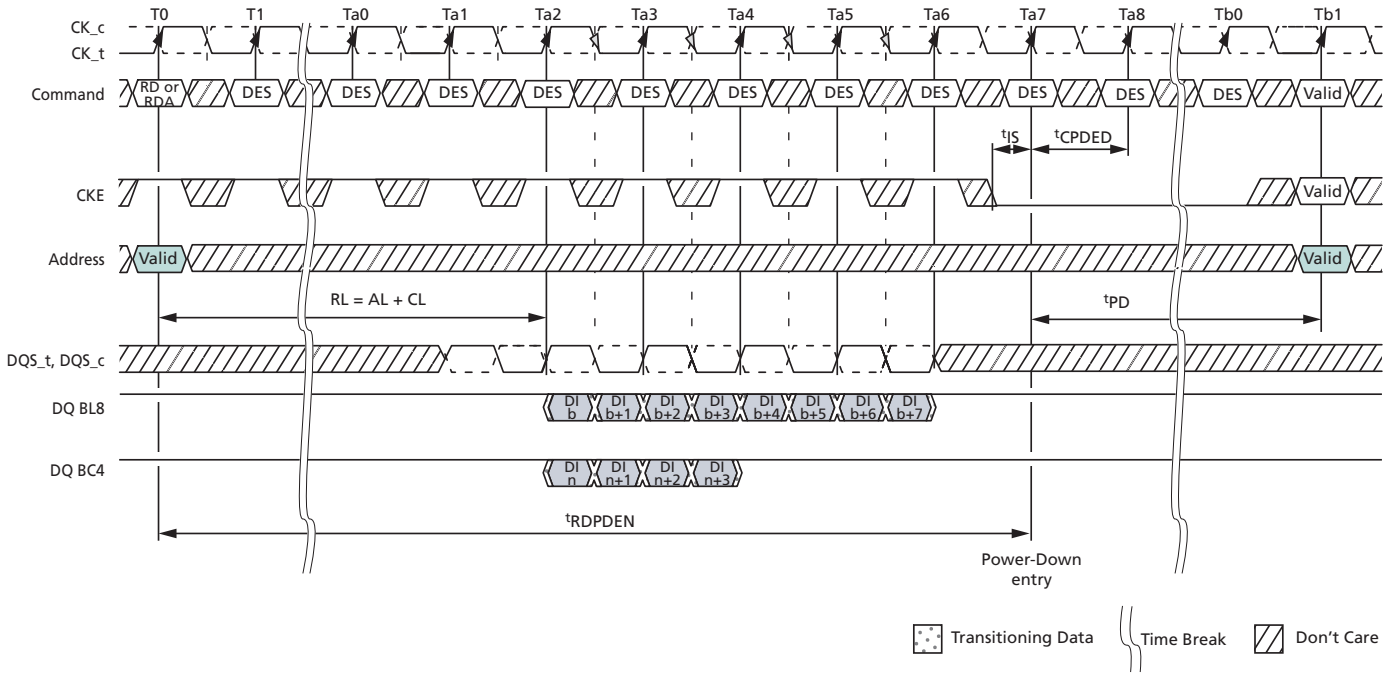 T0 T1 Ta0 Ta1 Ta2 Ta3 Ta4 Ta5 Ta6 Ta7 Ta8 Tb0 Tb1
CK_c
CK_t
Command RD or RDA DES DES DES DES DES DES DES DES DES DES DES Valid
tIS tCPDED
CKE Valid
Address Valid Valid
RL = AL + CL tPD
DQS_t, DQS_c
DQ BL8 DI b DI b+1 DI b+2 DI b+3 DI b+4 DI b+5 DI b+6 DI b+7
DQ BC4 DI n DI n+1 DI n+2 DI n+3
tRDPDEN
Power-Down
entry
Transitioning Data Time Break Don't Care